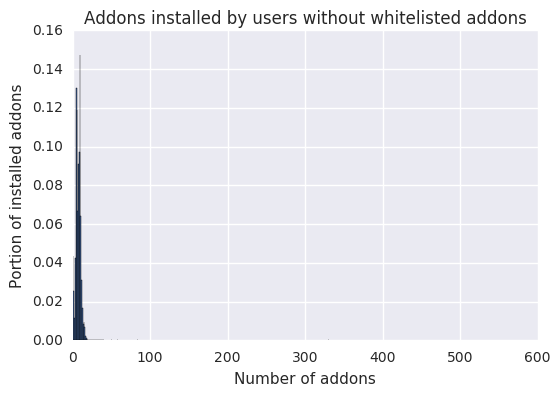 Addons installed by users without whitelisted addons
0.16
0.14
0.12
0.10
0.08
0.06
0.04
0.02
0.00
Portion of installed addons
0 100 200 300 400 500 600
Number of addons